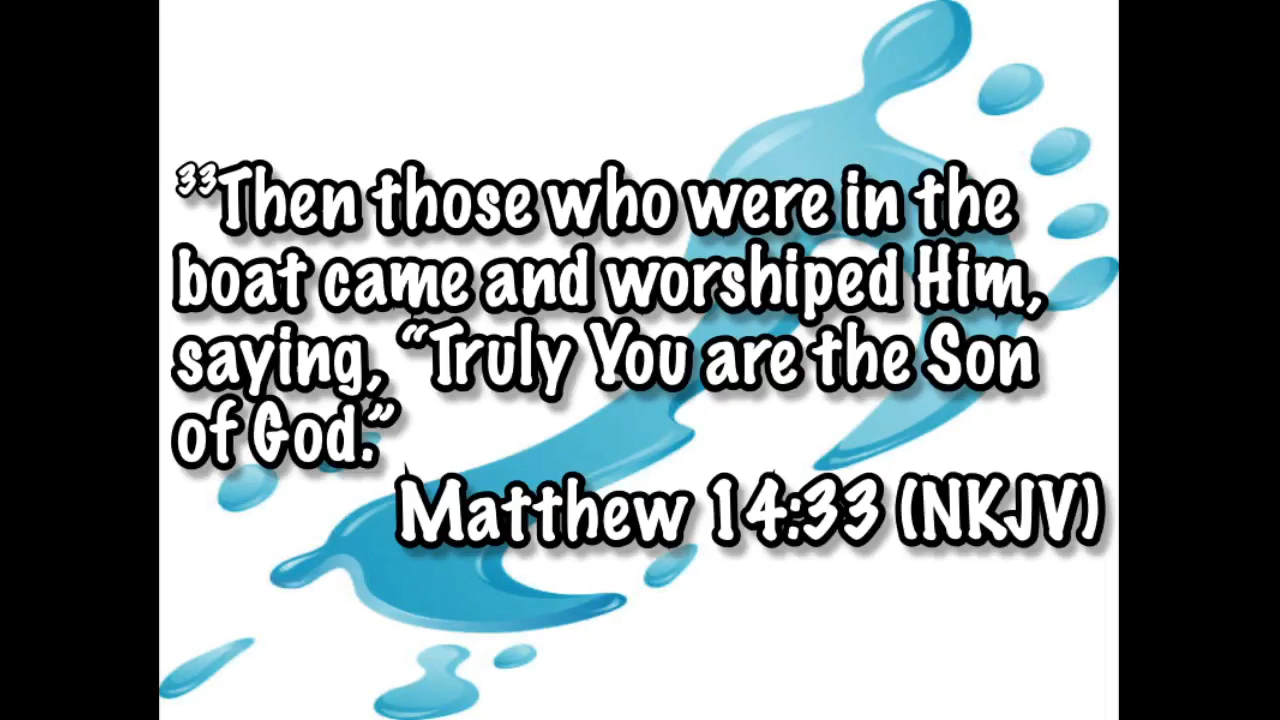 ³³Then those who were in the
boat came and worshiped Him,
saying, “Truly You are the Son
of God.”
Matthew 14:33 (NKJV)